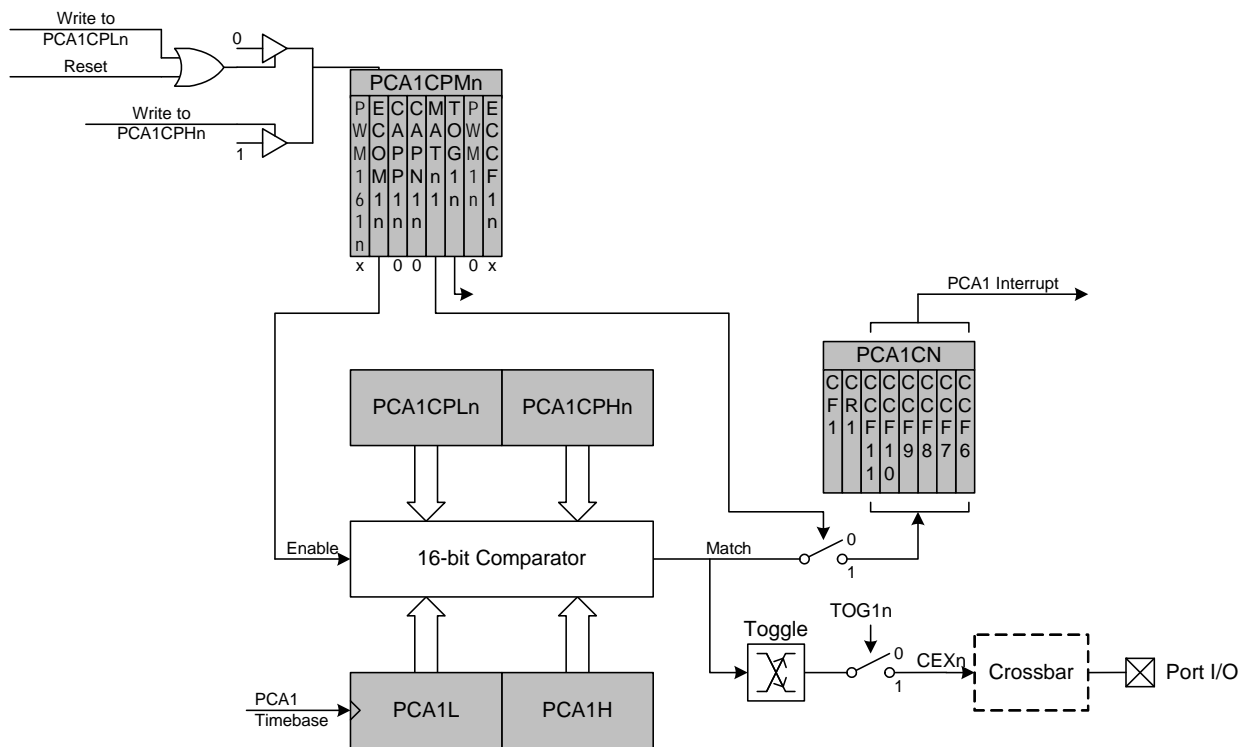 Write to
PCA1CPLn
Reset
0
Write to
PCA1CPHn
1
PCA1CPMn
PWM161n
ECOM1n
CAPP1n
CAPN1n
MATn1
TOG1n
PWM1n
ECCF1n
x 0 0 0 x
PCA1 Interrupt
PCA1CN
CF1
CR1
CCF11
CCF10
CCF9
CCF8
CCF7
CCF6
PCA1CPLn PCA1CPHn
Enable
16-bit Comparator
Match
0
1
TOG1n
Toggle
0
1
CEXn
Crossbar
Port I/O
PCA1
Timebase
PCA1L PCA1H